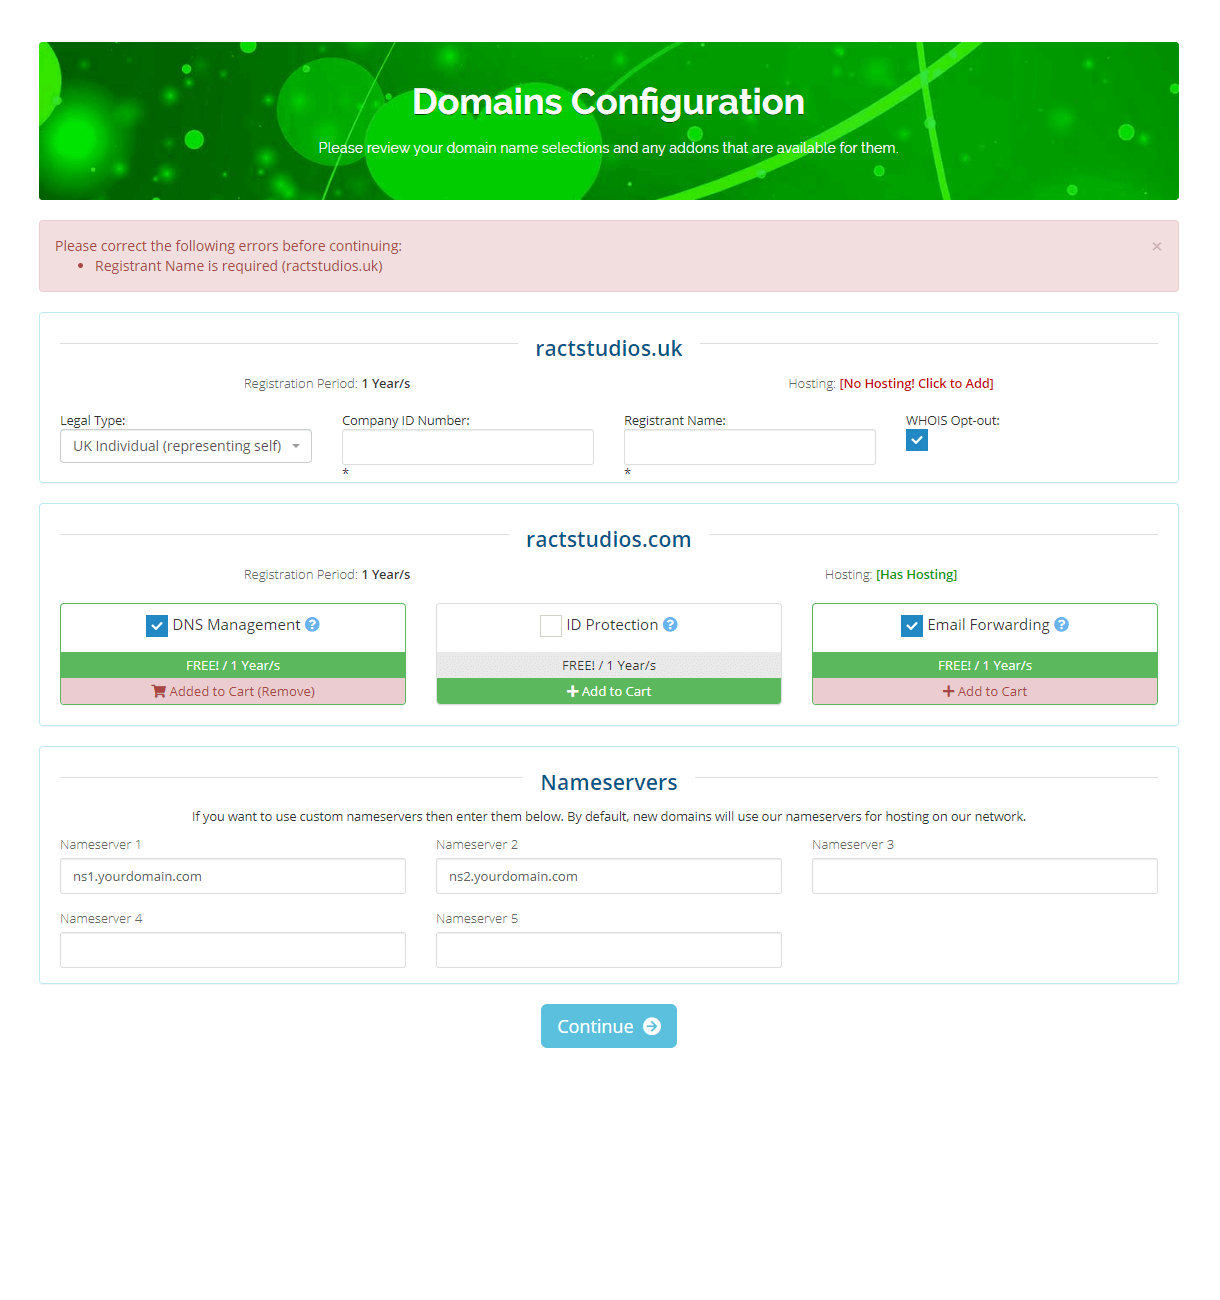 Domains Configuration
Please review your domain name selections and any addons that are available for them.
Please correct the following errors before continuing:
• Registrant Name is required (ractstudios.uk)
×
ractstudios.uk
Registration Period: 1 Year/s
Hosting: [No Hosting! Click to Add]
Legal Type:
UK Individual (representing self)
Company ID Number:
*
Registrant Name:
*
WHOIS Opt-out:
ractstudios.com
Registration Period: 1 Year/s
Hosting: [Has Hosting]
DNS Management ?
FREE! / 1 Year/s
Added to Cart (Remove)
ID Protection ?
FREE! / 1 Year/s
+ Add to Cart
Email Forwarding ?
FREE! / 1 Year/s
+ Add to Cart
Nameservers
If you want to use custom nameservers then enter them below. By default, new domains will use our nameservers for hosting on our network.
Nameserver 1
ns1.yourdomain.com
Nameserver 2
ns2.yourdomain.com
Nameserver 3
Nameserver 4
Nameserver 5
Continue